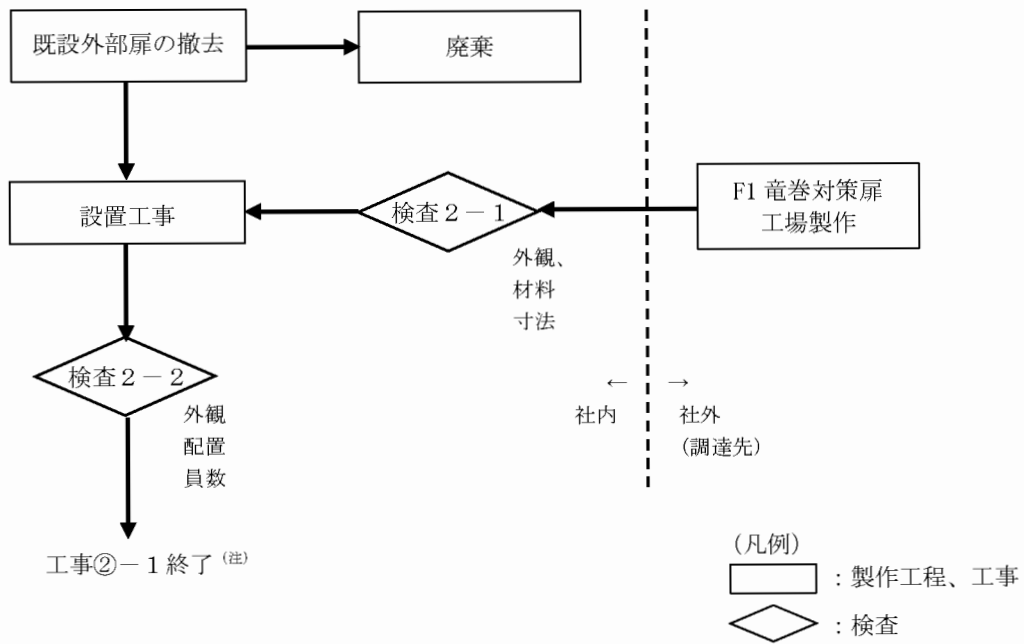 既設外部扉の撤去
廃棄
設置工事
検査2-1
F1 竜巻対策扉
工場製作
外観、
材料
寸法
検査2-2
外観
配置
員数
← →
社内 社外
(調達先)
工事②-1終了 (注)
(凡例)
:製作工程、工事
:検査